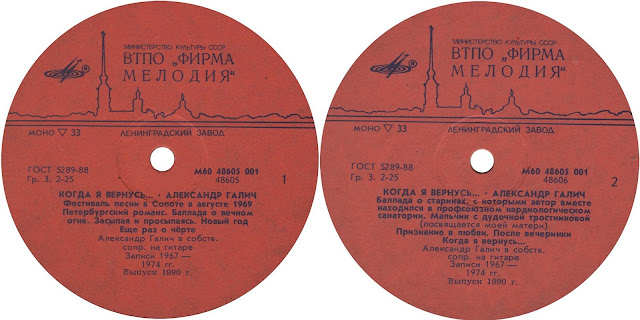 МИНИСТЕРСТВО КУЛЬТУРЫ СССР
ВТПО „ФИРМА
МЕЛОДИЯ“
МОНО ▽ 33
ЛЕНИНГРАДСКИЙ ЗАВОД
ГОСТ 5289-88
Гр. 3. 2-25
М60 48605 001
48605
1
КОГДА Я ВЕРНУСЬ... · АЛЕКСАНДР ГАЛИЧ
Фестиваль песни в Сопоте в августе 1969
Петербургский романс. Баллада о вечном
огне. Засыпая и просыпаясь. Новый год
Еще раз о чёрте
Александр Галич в собств.
сопр. на гитаре
Записи 1967—
1974 гг.
Выпуск 1990 г.
МИНИСТЕРСТВО КУЛЬТУРЫ СССР
ВТПО „ФИРМА
МЕЛОДИЯ“
МОНО ▽ 33
ЛЕНИНГРАДСКИЙ ЗАВОД
ГОСТ 5289-88
Гр. 3. 2-25
М60 48605 001
48606
2
КОГДА Я ВЕРНУСЬ... · АЛЕКСАНДР ГАЛИЧ
Баллада о стариках, с которыми автор вместе
находился в профсоюзном кардиологическом
санатории. Мальчик с дудочкой тростниковой
(посвящается моей матери)
Признание в любви. После вечеринки
Когда я вернусь...
Александр Галич в собств.
сопр. на гитаре
Записи 1967—
1974 гг.
Выпуск 1990 г.